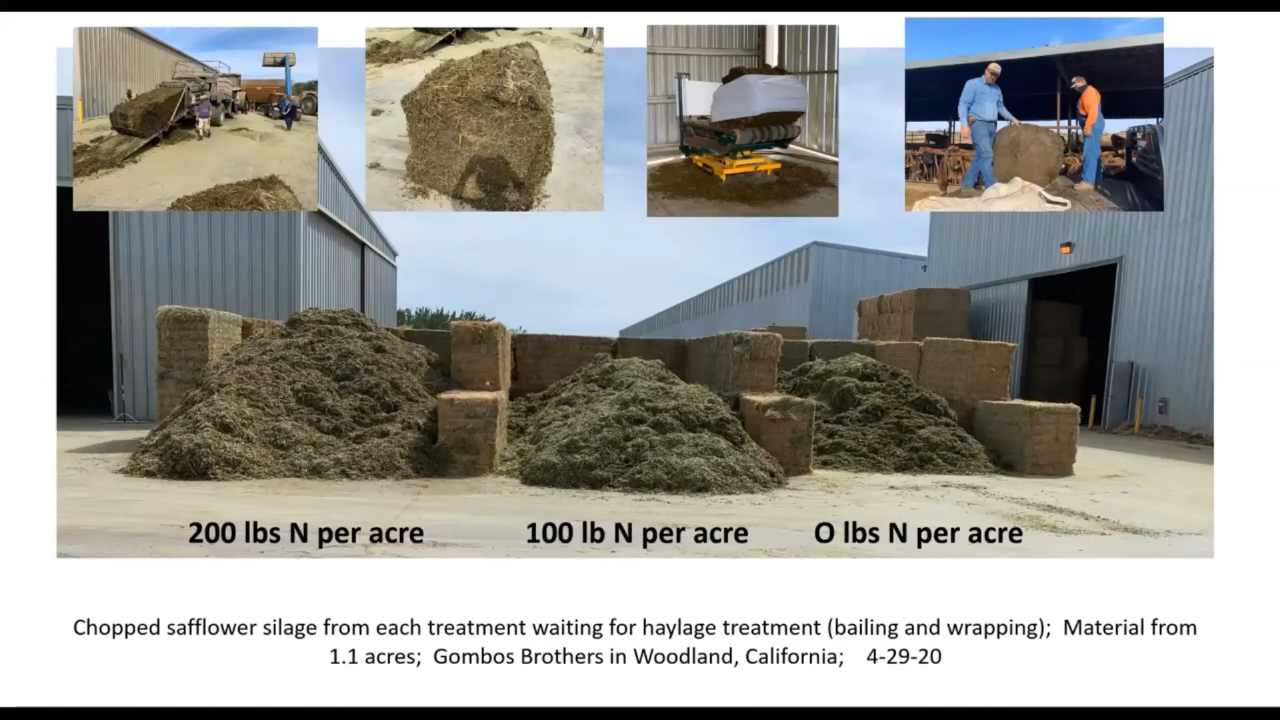 200 lbs N per acre
100 lb N per acre
O lbs N per acre
Chopped safflower silage from each treatment waiting for haylage treatment (bailing and wrapping);  Material from
1.1 acres;  Gombos Brothers in Woodland, California;    4-29-20